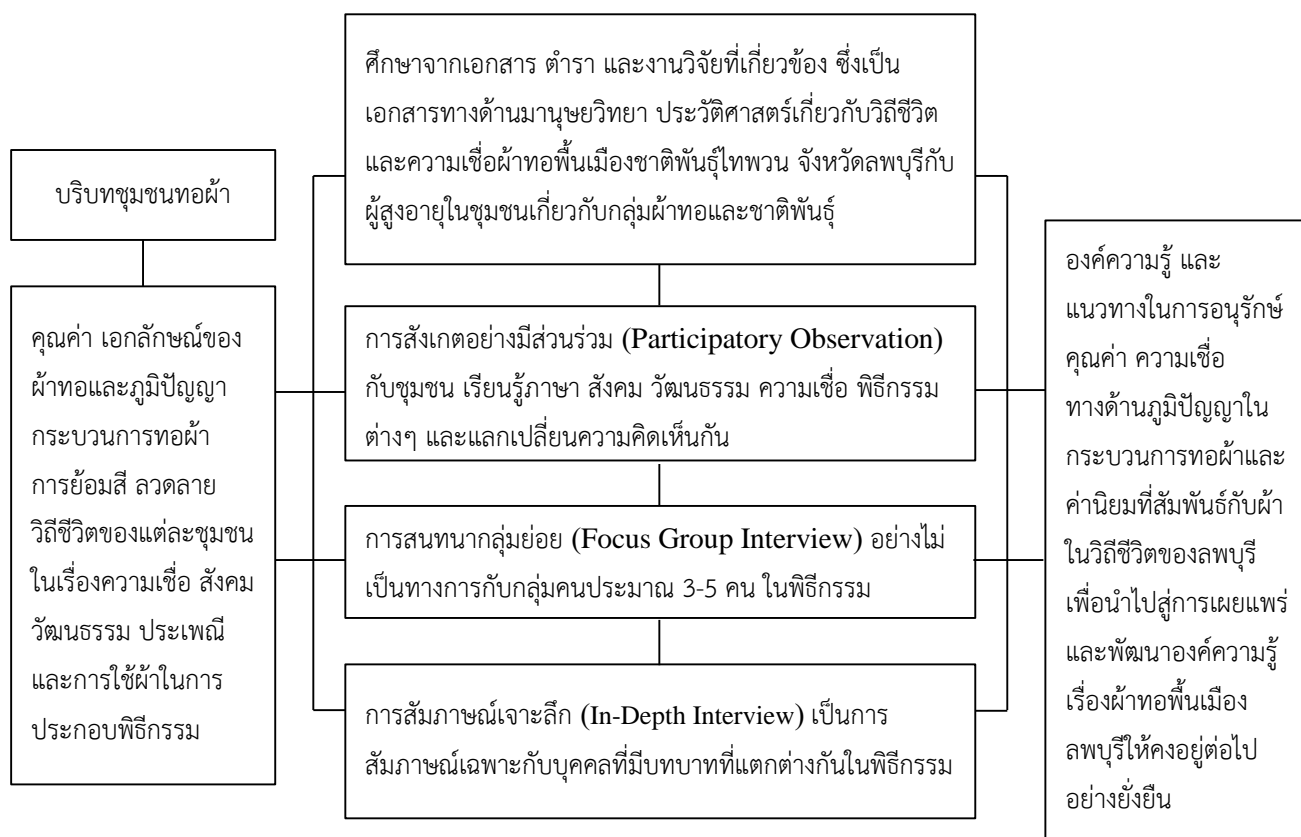 บริบทชุมชนทอผ้า
คุณค่า เอกลักษณ์ของ
ผ้าทอและภูมิปัญญา
กระบวนการทอผ้า
การย้อมสี ลวดลาย
วิถีชีวิตของแต่ละชุมชน
ในเรื่องความเชื่อ สังคม
วัฒนธรรม ประเพณี
และการใช้ผ้าในการ
ประกอบพิธีกรรม
ศึกษาจากเอกสาร ตำรา และงานวิจัยที่เกี่ยวข้อง ซึ่งเป็น
เอกสารทางด้านมานุษยวิทยา ประวัติศาสตร์เกี่ยวกับวิถีชีวิต
และความเชื่อผ้าทอพื้นเมืองชาติพันธุ์ไทพวน จังหวัดลพบุรีกับ
ผู้สูงอายุในชุมชนเกี่ยวกับกลุ่มผ้าทอและชาติพันธุ์
การสังเกตอย่างมีส่วนร่วม (Participatory Observation)
กับชุมชน เรียนรู้ภาษา สังคม วัฒนธรรม ความเชื่อ พิธีกรรม
ต่างๆ และแลกเปลี่ยนความคิดเห็นกัน
การสนทนากลุ่มย่อย (Focus Group Interview) อย่างไม่
เป็นทางการกับกลุ่มคนประมาณ 3-5 คน ในพิธีกรรม
การสัมภาษณ์เจาะลึก (In-Depth Interview) เป็นการ
สัมภาษณ์เฉพาะกับบุคคลที่มีบทบาทที่แตกต่างกันในพิธีกรรม
องค์ความรู้ และ
แนวทางในการอนุรักษ์
คุณค่า ความเชื่อ
ทางด้านภูมิปัญญาใน
กระบวนการทอผ้าและ
ค่านิยมที่สัมพันธ์กับผ้า
ในวิถีชีวิตของลพบุรี
เพื่อนำไปสู่การเผยแพร่
และพัฒนาองค์ความรู้
เรื่องผ้าทอพื้นเมือง
ลพบุรีให้คงอยู่ต่อไป
อย่างยั่งยืน